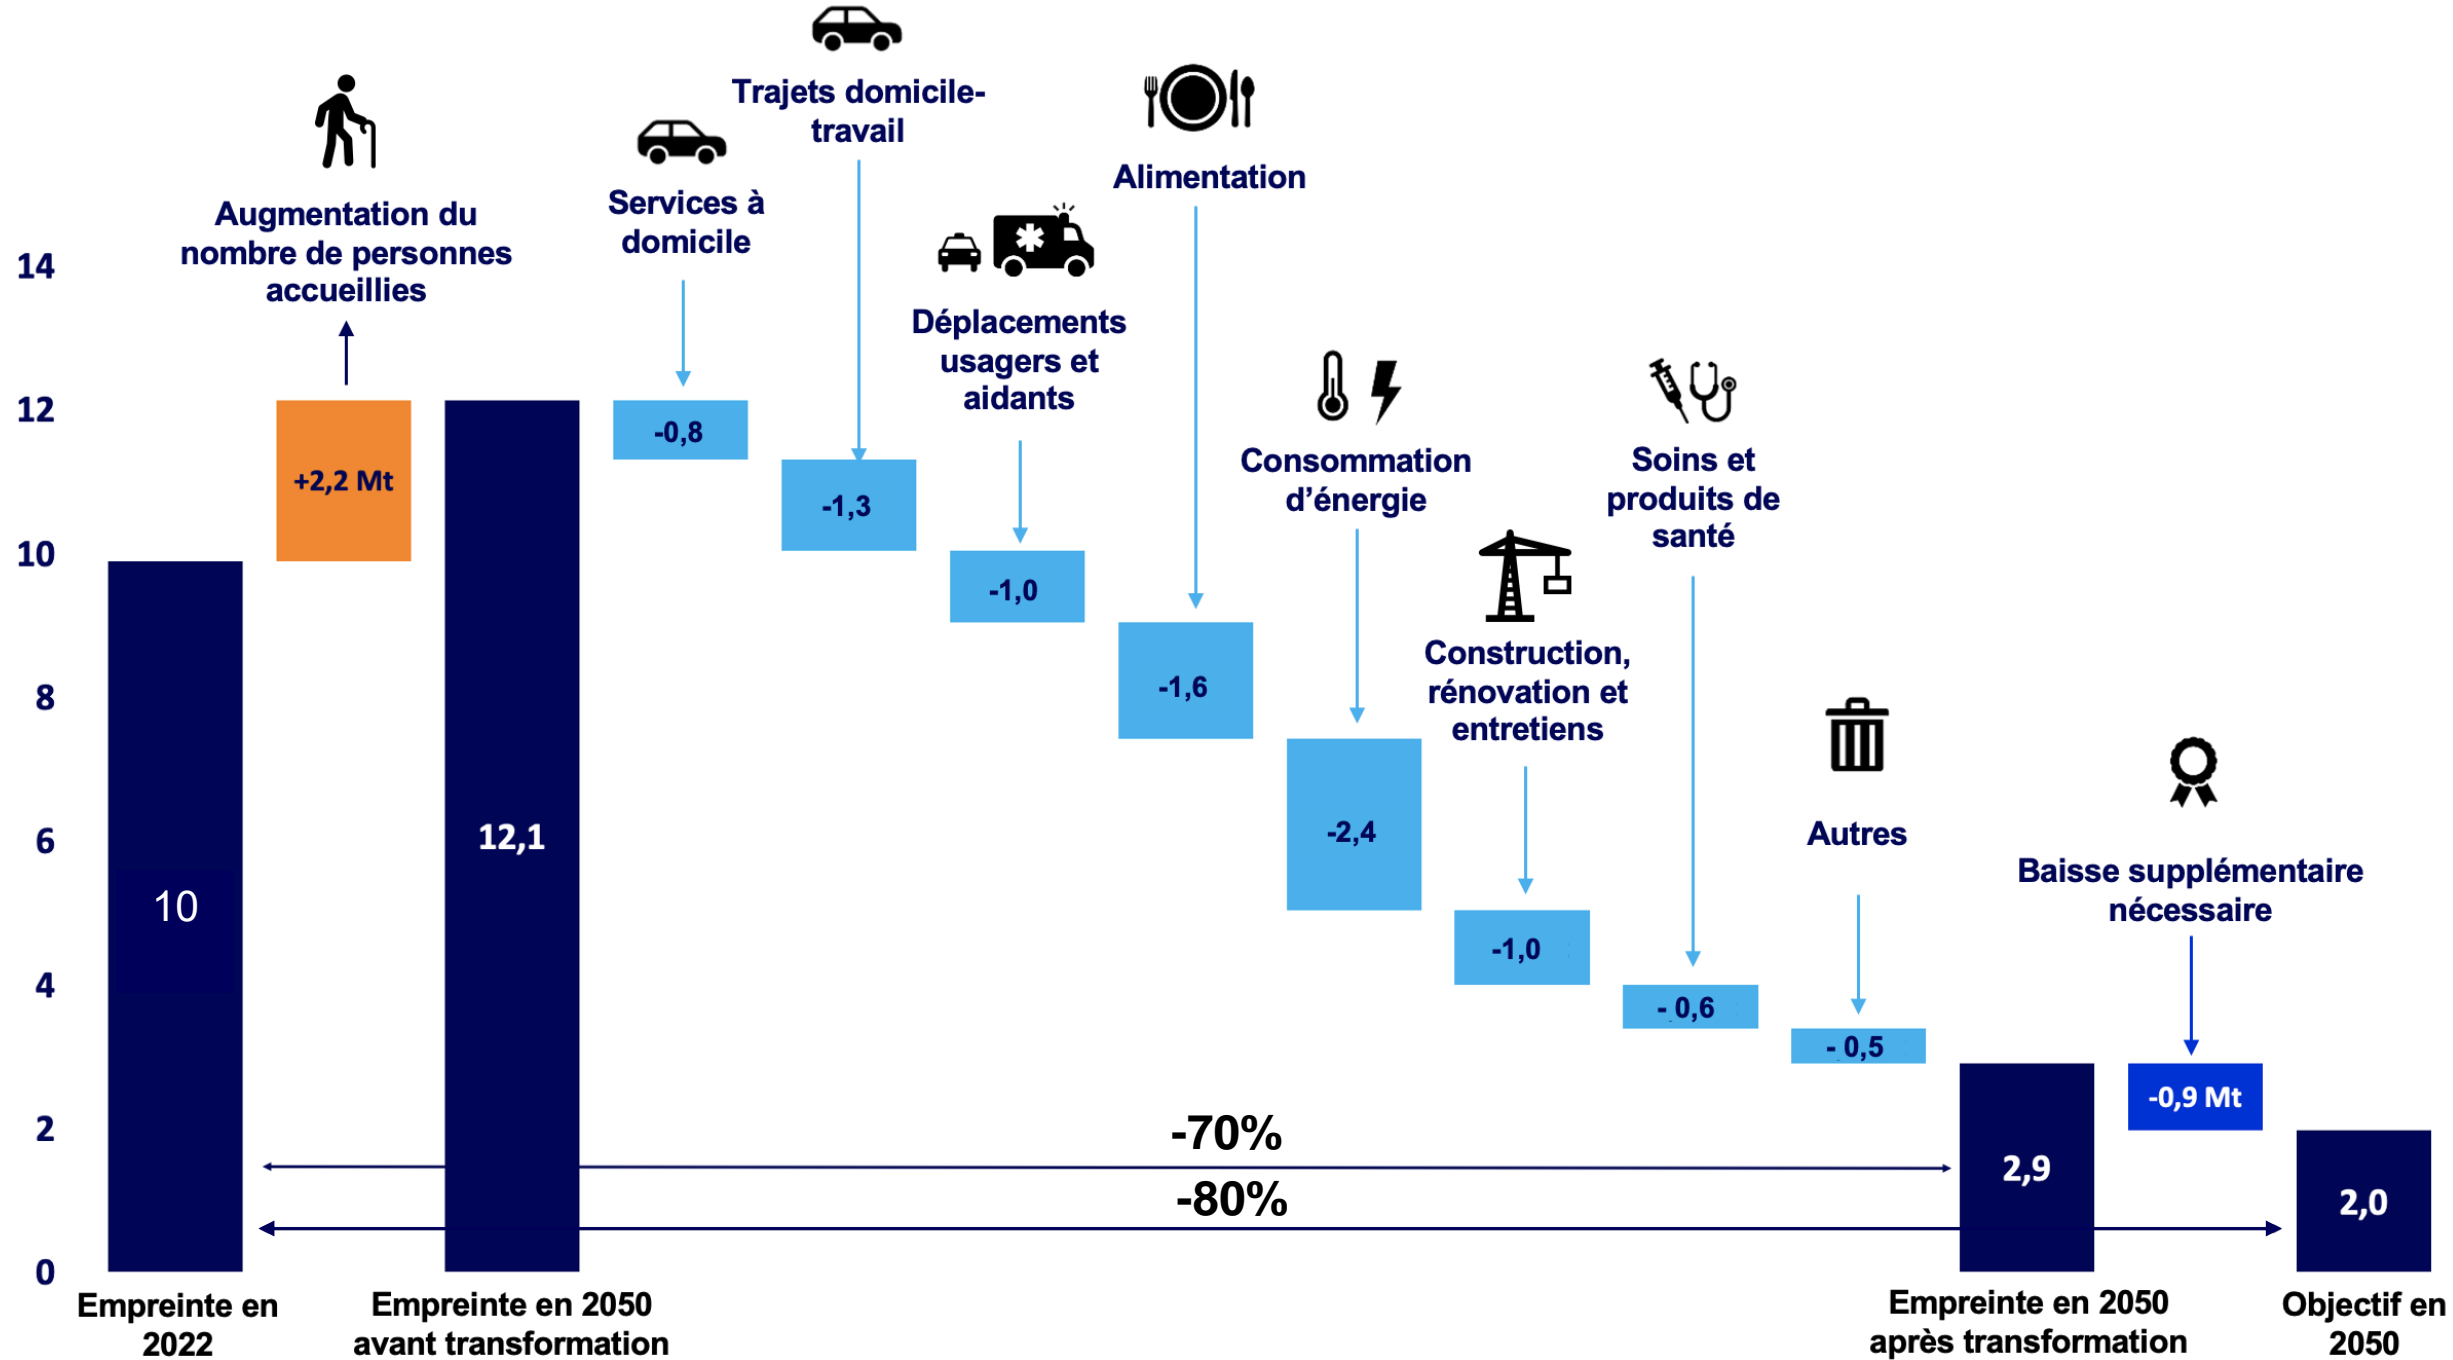 Trajets domicile-
travail
Alimentation
Services à
domicile
Augmentation du
nombre de personnes
accueillies
Déplacements
usagers et
aidants
Consommation
d'énergie
Soins et
produits de
santé
Construction,
rénovation et
entretiens
Autres
Baisse supplémentaire
nécessaire
14
12
10
8
6
4
2
0
10
+2,2 Mt
12,1
-0,8
-1,3
-1,0
-1,6
-2,4
-1,0
- 0,6
- 0,5
2,9
-0,9 Mt
2,0
-70%
-80%
Empreinte en
2022
Empreinte en 2050
avant transformation
Empreinte en 2050
après transformation
Objectif en
2050